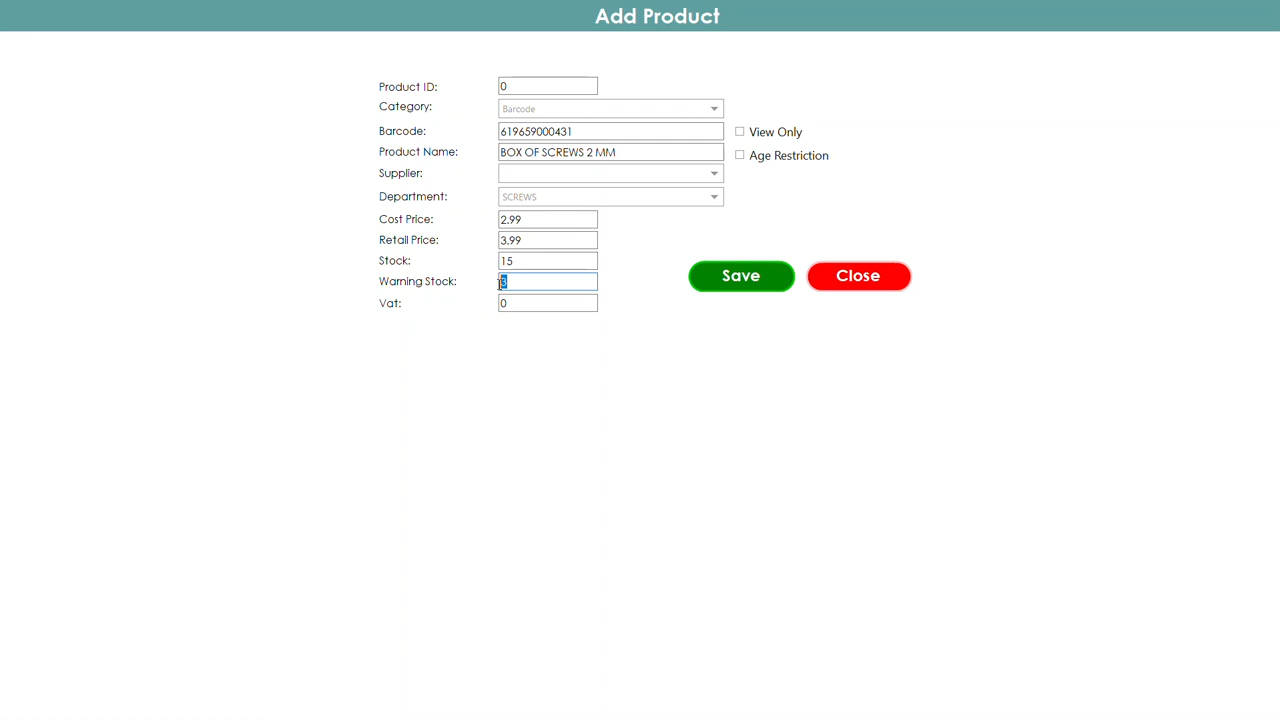 Add Product
Product ID: 0
Category: Barcode
Barcode: 619659000431
View Only
Product Name: BOX OF SCREWS 2 MM
Age Restriction
Supplier:
Department: SCREWS
Cost Price: 2.99
Retail Price: 3.99
Stock: 15
Warning Stock: 3
Save Close
Vat: 0